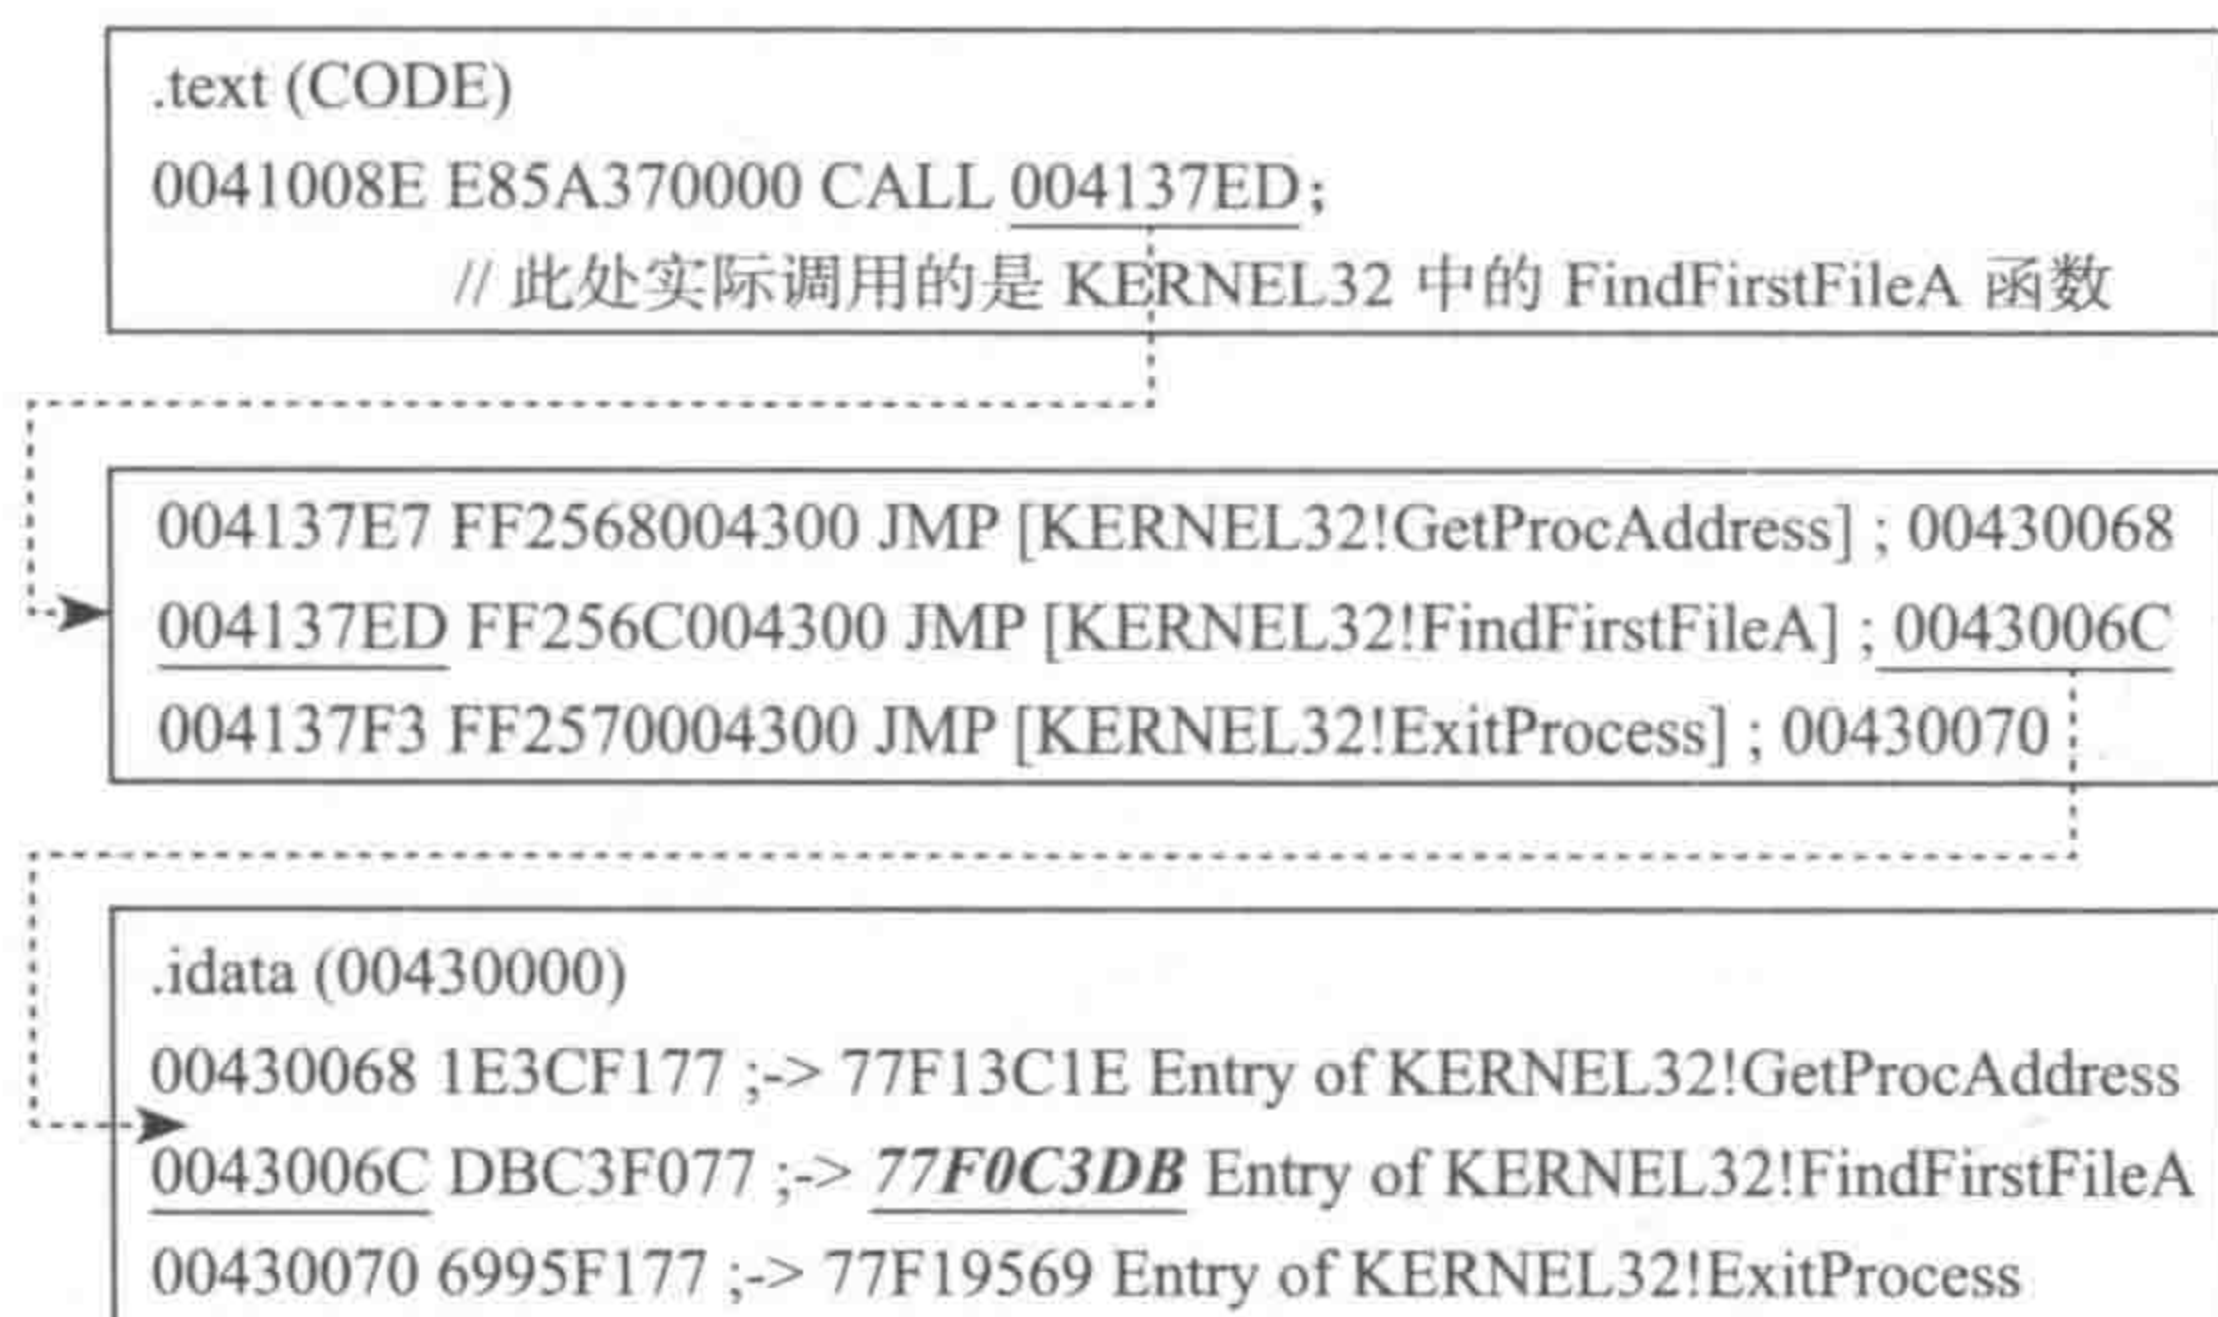 .text (CODE)
0041008E E85A370000 CALL 004137ED;
// 此处实际调用的是 KERNEL32 中的 FindFirstFileA 函数
004137E7 FF2568004300 JMP [KERNEL32!GetProcAddress] ; 00430068
004137ED FF256C004300 JMP [KERNEL32!FindFirstFileA] ; 0043006C
004137F3 FF2570004300 JMP [KERNEL32!ExitProcess] ; 00430070
.idata (00430000)
00430068 1E3CF177 ;-> 77F13C1E Entry of KERNEL32!GetProcAddress
0043006C DBC3F077 ;-> 77F0C3DB Entry of KERNEL32!FindFirstFileA
00430070 6995F177 ;-> 77F19569 Entry of KERNEL32!ExitProcess